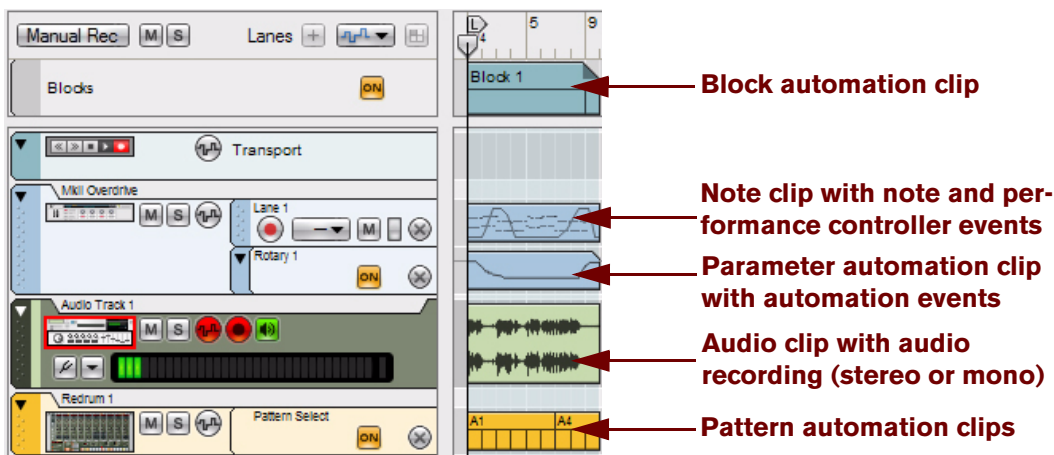 Manual Rec M S Lanes
L 5 9
4
Blocks ON
Block 1
Block automation clip
Transport
MkII Overdrive
M S
Lane 1
M
Note clip with note and per-
formance controller events
Rotary 1
ON
Parameter automation clip
with automation events
Audio Track 1
M S
Audio clip with audio
recording (stereo or mono)
Redrum 1
M S
Pattern Select
ON
A1 A4
Pattern automation clips